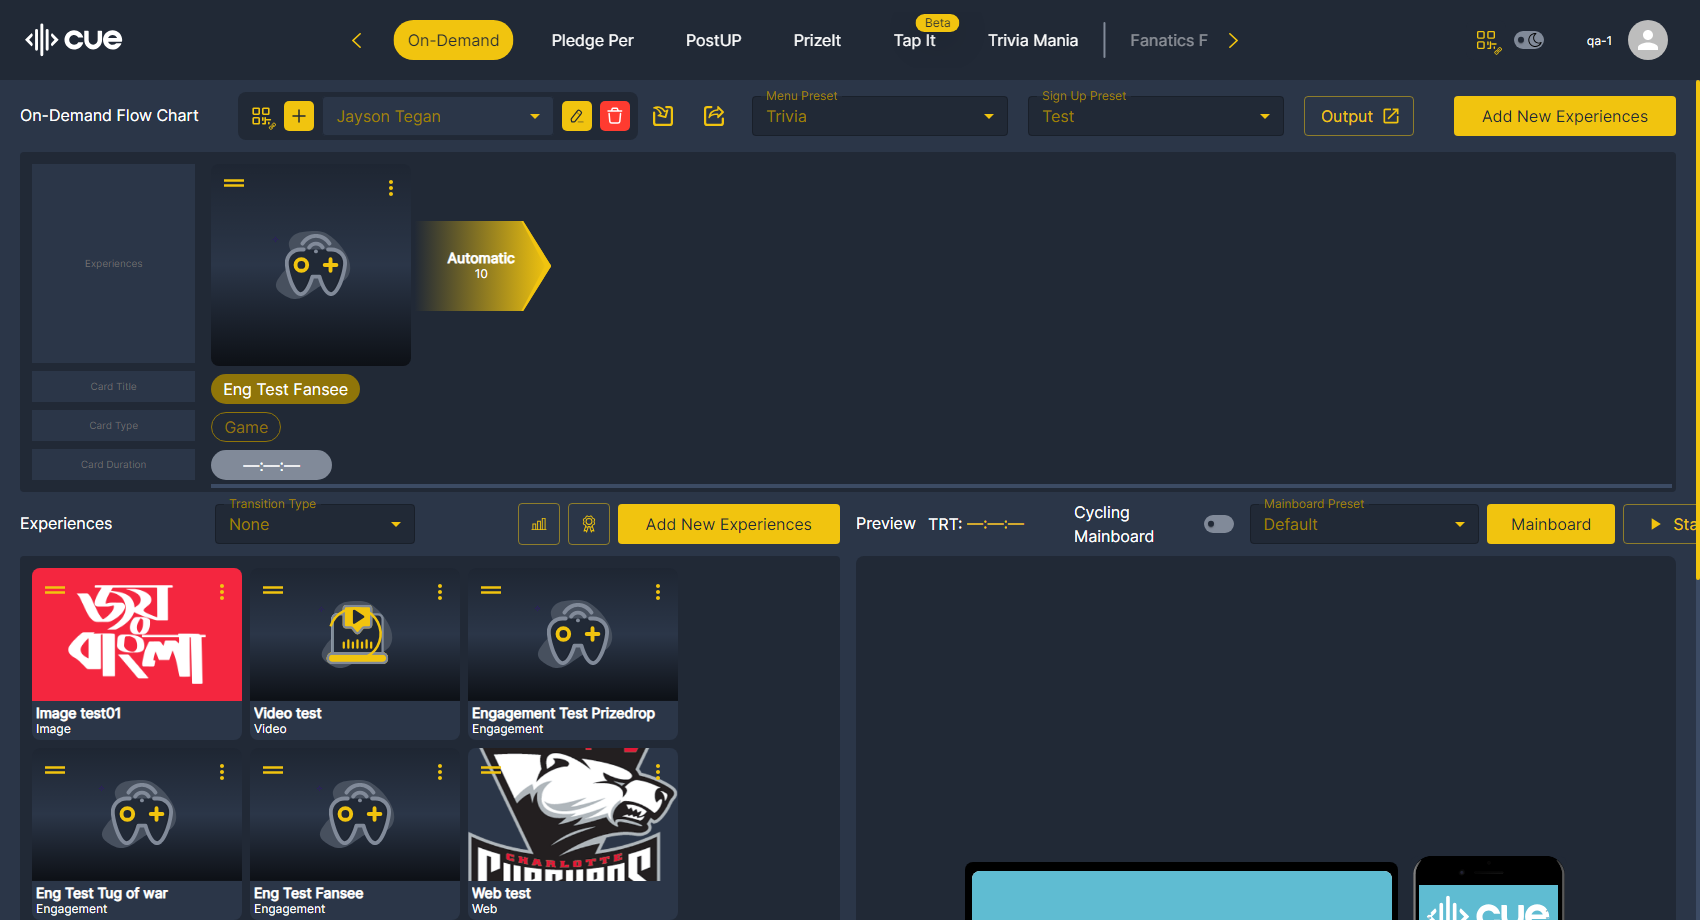 cue
On-Demand
Pledge Per
PostUP
PrizeIt
Beta
Tap It
Trivia Mania
Fanatics F
qa-1
On-Demand Flow Chart
Jayson Tegan
Menu Preset
Trivia
Sign Up Preset
Test
Output
Add New Experiences
Experiences
Automatic
10
Card Title
Eng Test Fansee
Card Type
Game
Card Duration
—:—:—
Experiences
Transition Type
None
Add New Experiences
Preview
TRT: —:—:—
Cycling
Mainboard
Mainboard Preset
Default
Mainboard
Sta
জয়
বাংলা
Image test01
Image
Video test
Video
Engagement Test Prizedrop
Engagement
Eng Test Tug of war
Engagement
Eng Test Fansee
Engagement
CHARLOTTE
Web test
Web
cue